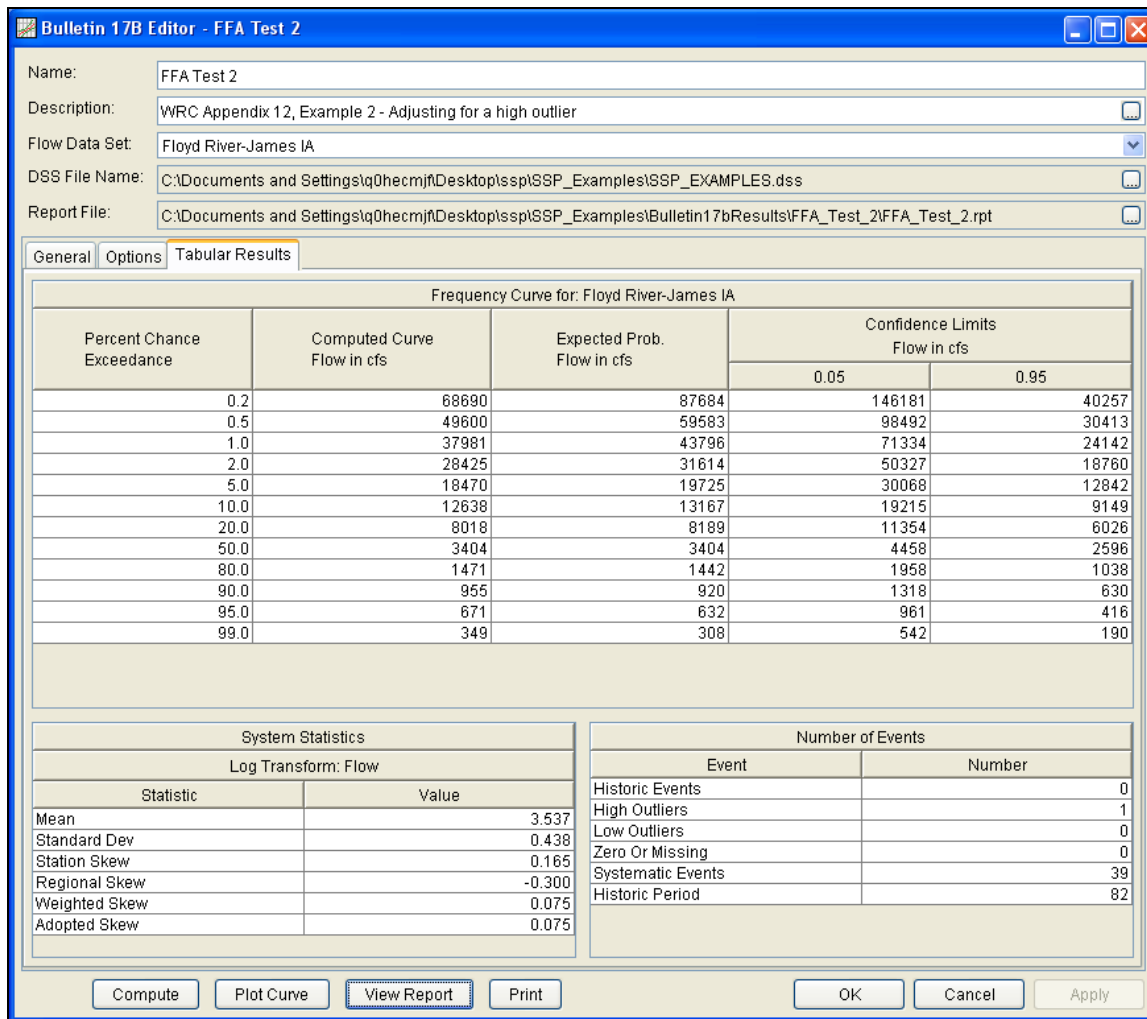 Bulletin 17B Editor - FFA Test 2
Name: FFA Test 2
Description: WRC Appendix 12, Example 2 - Adjusting for a high outlier ...
Flow Data Set: Floyd River-James IA
DSS File Name: C:\Documents and Settings\q0hecmjf\Desktop\ssp\SSP_Examples\SSP_EXAMPLES.dss ...
Report File: C:\Documents and Settings\q0hecmjf\Desktop\ssp\SSP_Examples\Bulletin17bResults\FFA_Test_2\FFA_Test_2.rpt ...
General Options Tabular Results
Frequency Curve for: Floyd River-James IA
Percent Chance Exceedance Computed Curve Flow in cfs Expected Prob. Flow in cfs Confidence Limits Flow in cfs
0.05 0.95
0.2 68690 87684 146181 40257
0.5 49600 59583 98492 30413
1.0 37981 43796 71334 24142
2.0 28425 31614 50327 18760
5.0 18470 19725 30068 12842
10.0 12638 13167 19215 9149
20.0 8018 8189 11354 6026
50.0 3404 3404 4458 2596
80.0 1471 1442 1958 1038
90.0 955 920 1318 630
95.0 671 632 961 416
99.0 349 308 542 190
System Statistics
Log Transform: Flow
Statistic Value
Mean 3.537
Standard Dev 0.438
Station Skew 0.165
Regional Skew -0.300
Weighted Skew 0.075
Adopted Skew 0.075
Number of Events
Event Number
Historic Events 0
High Outliers 1
Low Outliers 0
Zero Or Missing 0
Systematic Events 39
Historic Period 82
Compute Plot Curve View Report Print OK Cancel Apply